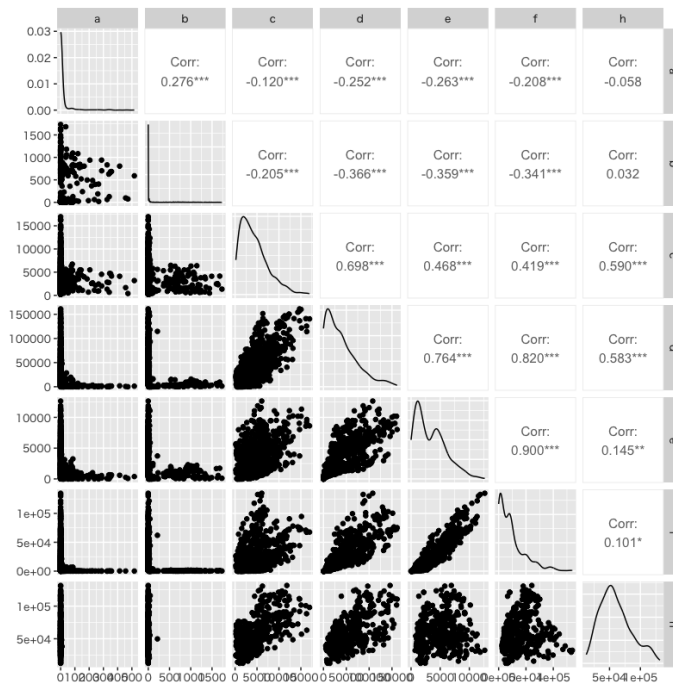 a b c d e f h
0.03
0.02
0.01
0.00
Corr:
0.276***
Corr:
-0.120***
Corr:
-0.252***
Corr:
-0.263***
Corr:
-0.208***
Corr:
-0.058
1500
1000
500
0
Corr:
-0.205***
Corr:
-0.366***
Corr:
-0.359***
Corr:
-0.341***
Corr:
0.032
15000
10000
5000
0
Corr:
0.698***
Corr:
0.468***
Corr:
0.419***
Corr:
0.590***
150000
100000
50000
0
Corr:
0.764***
Corr:
0.820***
Corr:
0.583***
10000
5000
0
Corr:
0.900***
Corr:
0.145**
1e+05
5e+04
0e+00
Corr:
0.101*
1e+05
5e+04
0 500 1000 1500
5e+04 1e+05